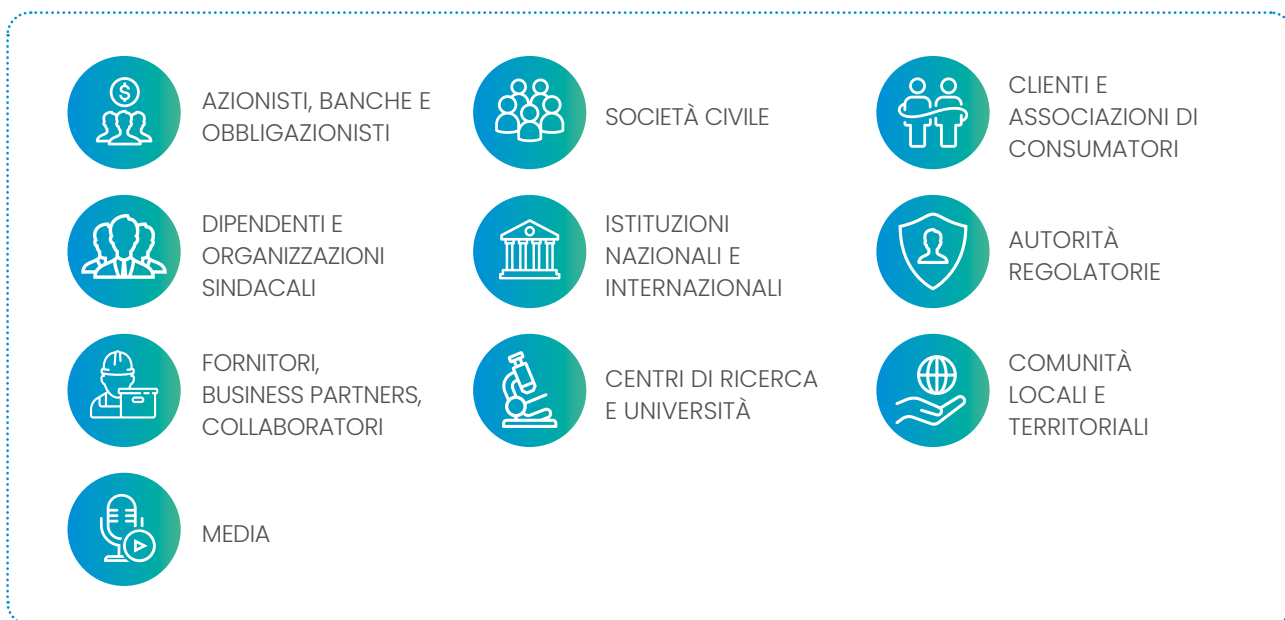 AZIONISTI, BANCHE E
OBBLIGAZIONISTI
SOCIETÀ CIVILE
CLIENTI E
ASSOCIAZIONI DI
CONSUMATORI
DIPENDENTI E
ORGANIZZAZIONI
SINDACALI
ISTITUZIONI
NAZIONALI E
INTERNAZIONALI
AUTORITÀ
REGOLATORIE
FORNITORI,
BUSINESS PARTNERS,
COLLABORATORI
CENTRI DI RICERCA
E UNIVERSITÀ
COMUNITÀ
LOCALI E
TERRITORIALI
MEDIA